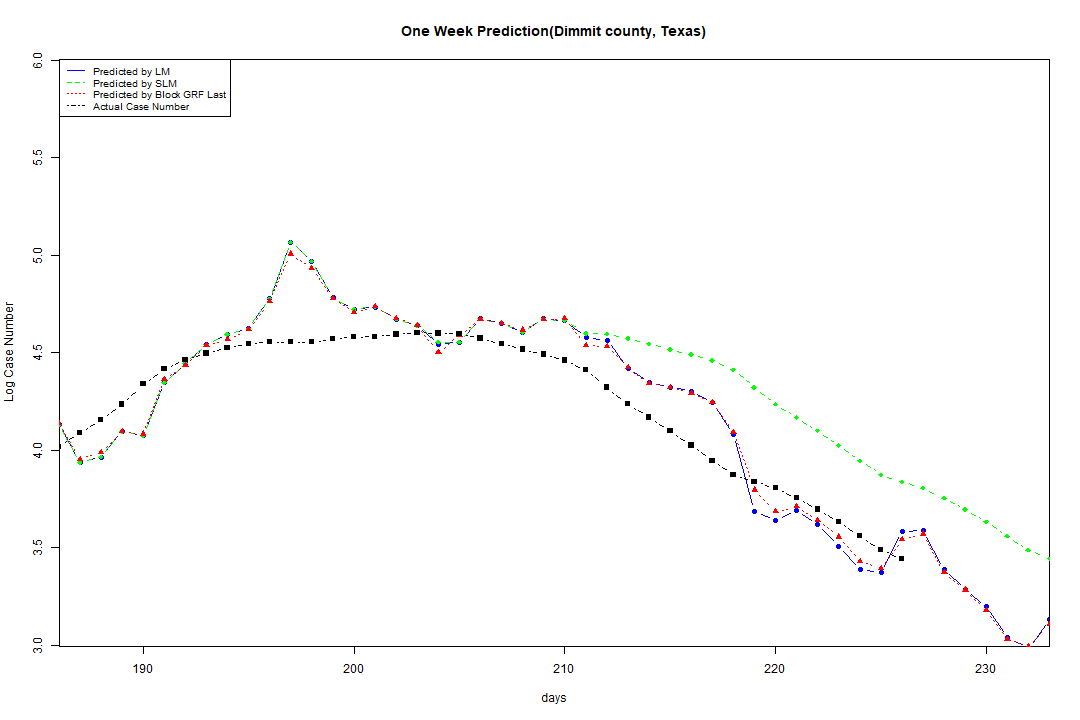 One Week Prediction(Dimmit county, Texas)
Predicted by LM
Predicted by SLM
Predicted by Block GRF Last
Actual Case Number
6.0
5.5
5.0
4.5
4.0
3.5
3.0
Log Case Number
190 200 210 220 230
days